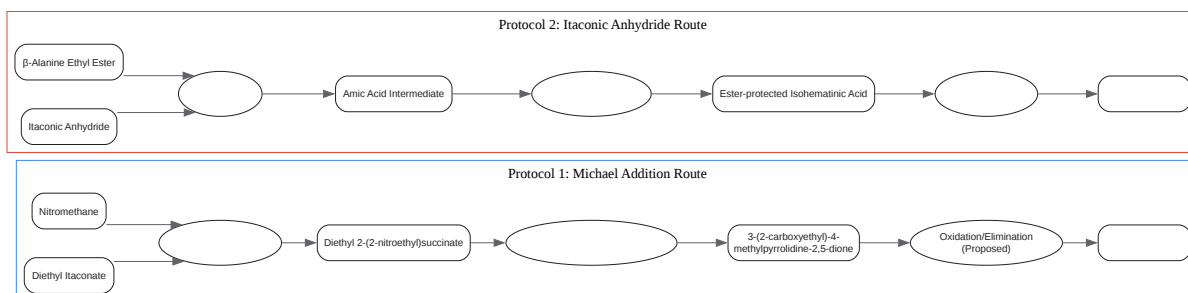 Protocol 2: Itaconic Anhydride Route
β-Alanine Ethyl Ester
Amic Acid Intermediate
Ester-protected Isohematinic Acid
Itaconic Anhydride
Protocol 1: Michael Addition Route
Nitromethane
Diethyl 2-(2-nitroethyl)succinate
3-(2-carboxyethyl)-4-
methylpyrrolidine-2,5-dione
Oxidation/Elimination
(Proposed)
Diethyl Itaconate